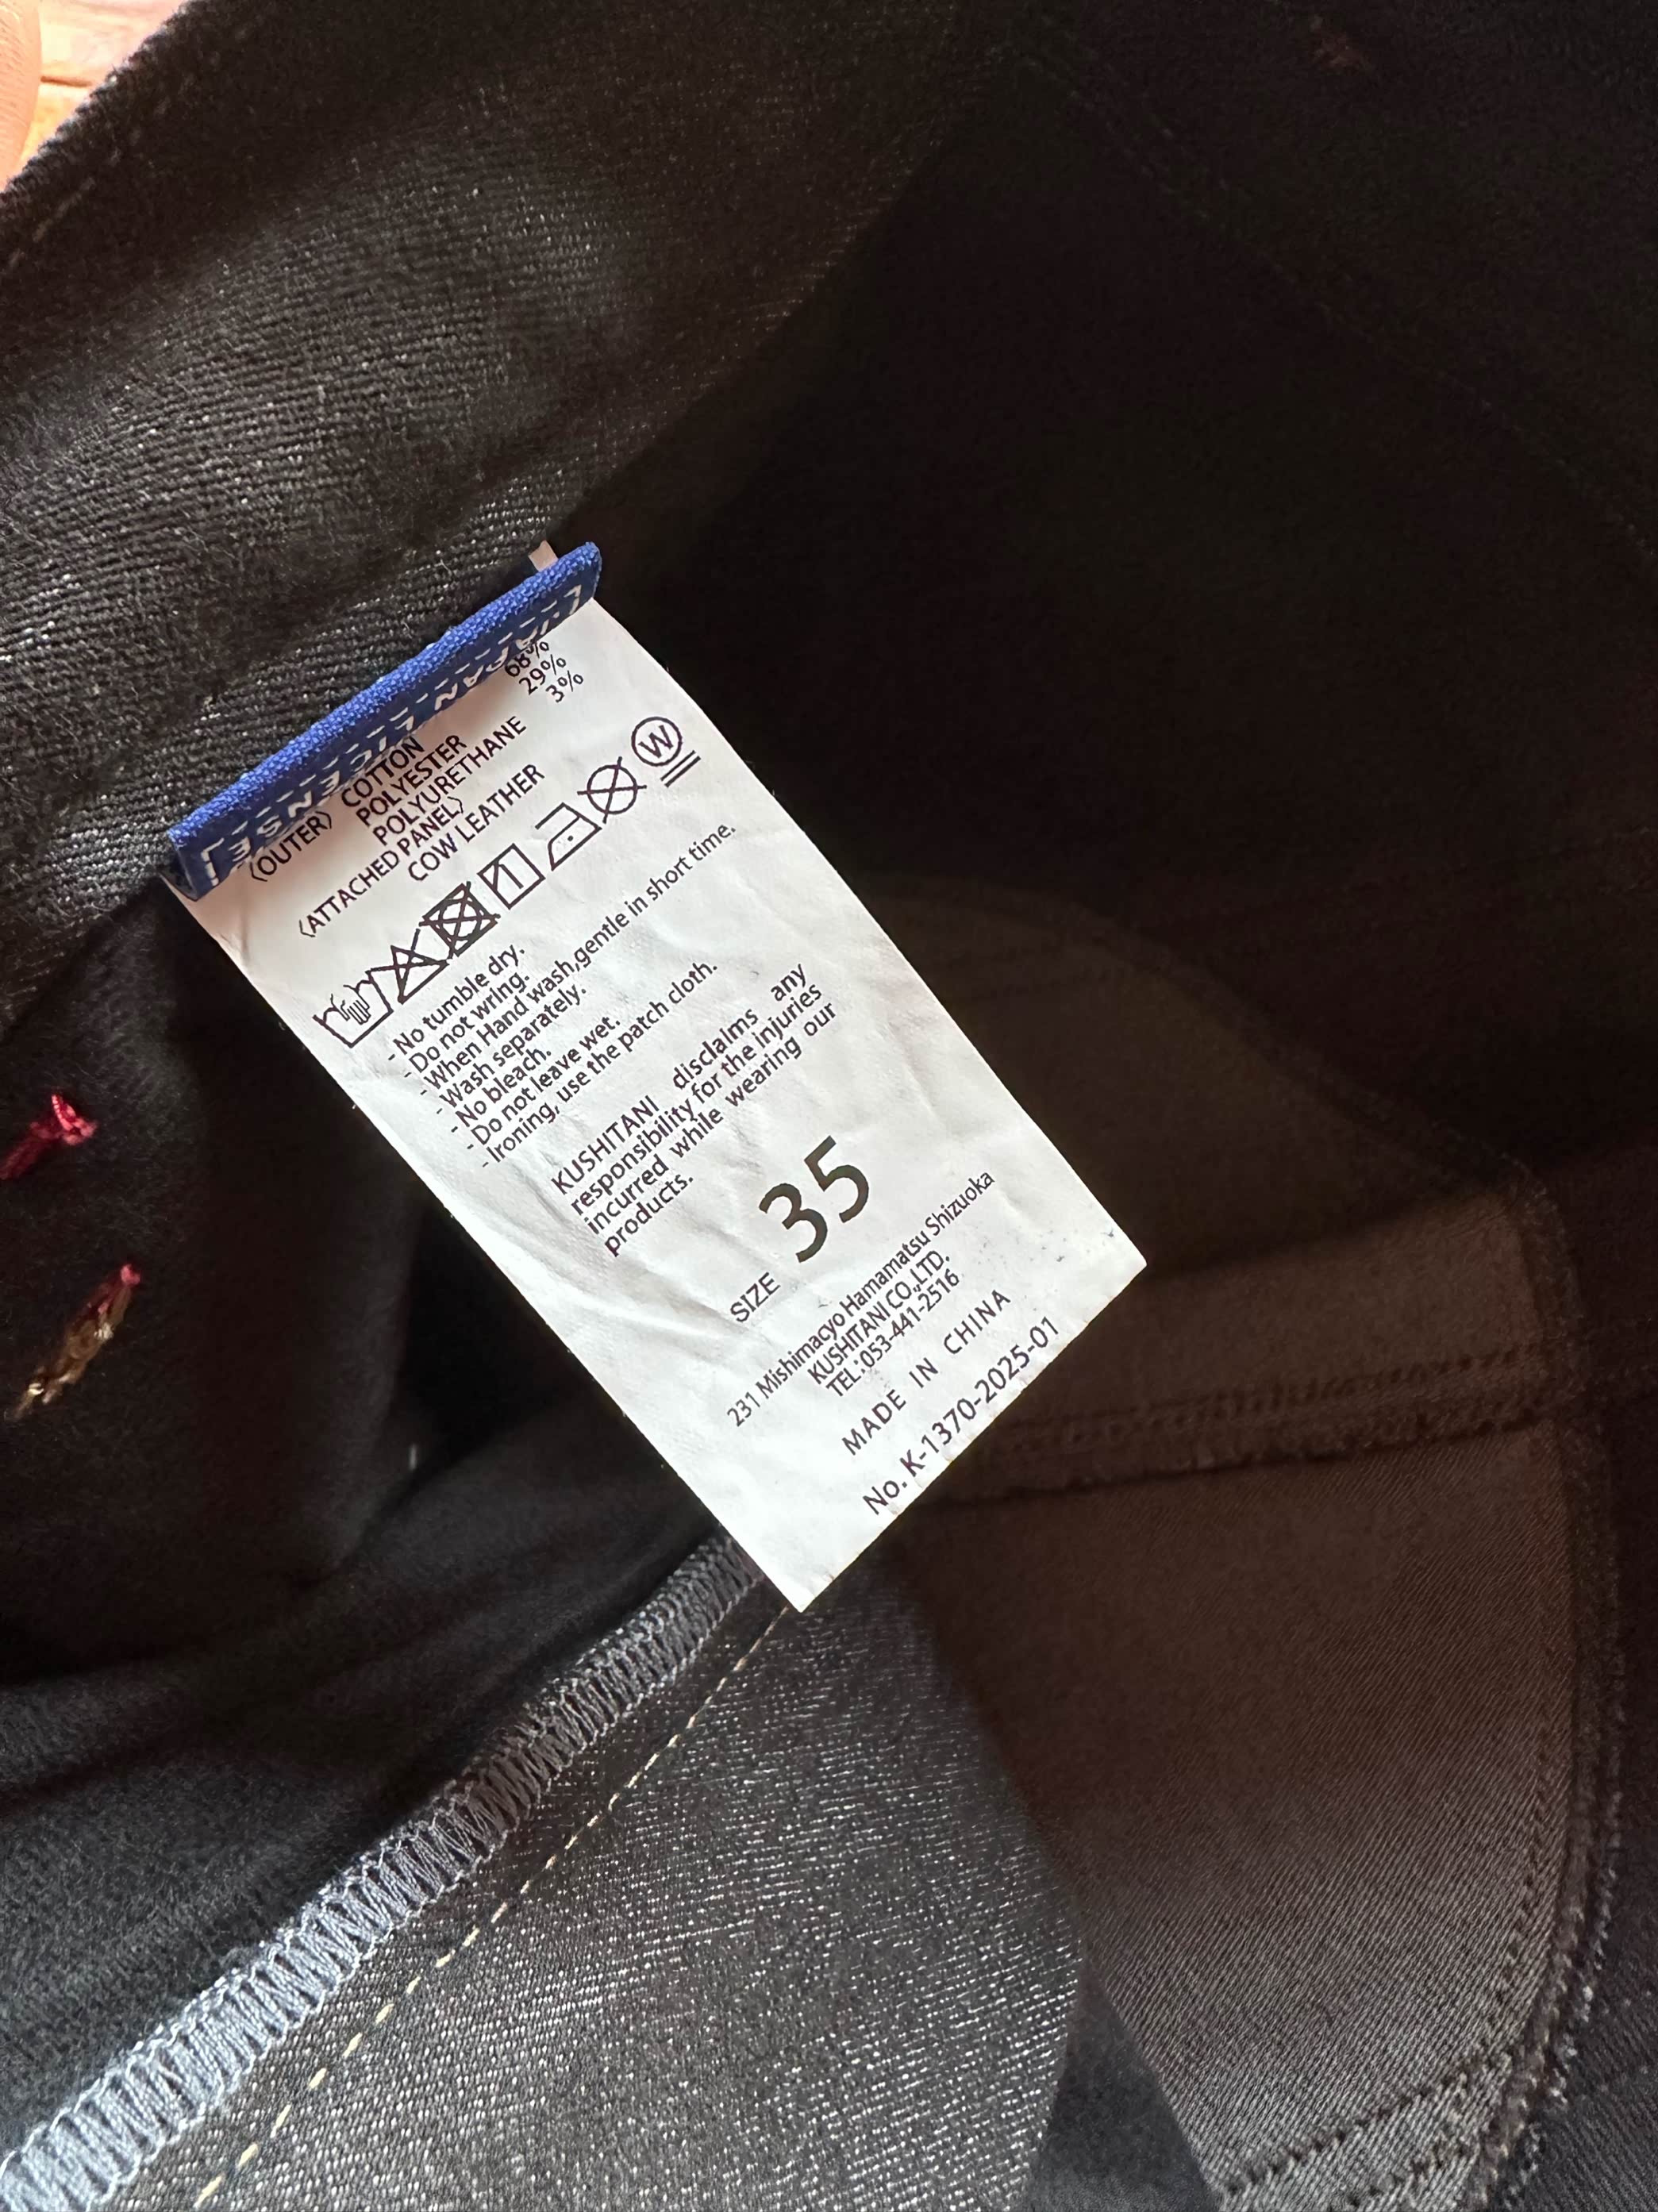 JAPAN LICENSE
68%
29%
3%
〈OUTER〉 COTTON
POLYESTER
POLYURETHANE
〈ATTACHED PANEL〉
COW LEATHER
W
- No tumble dry.
- Do not wring.
- When Hand wash,gentle in short time.
- Wash separately.
- No bleach.
- Do not leave wet.
- Ironing, use the patch cloth.
KUSHITANI disclaims any
responsibility for the injuries
incurred while wearing our
products.
SIZE 35
231 Mishimacyo Hamamatsu Shizuoka
KUSHITANI CO.,LTD.
TEL:053-441-2516
MADE IN CHINA
No. K-1370-2025-01